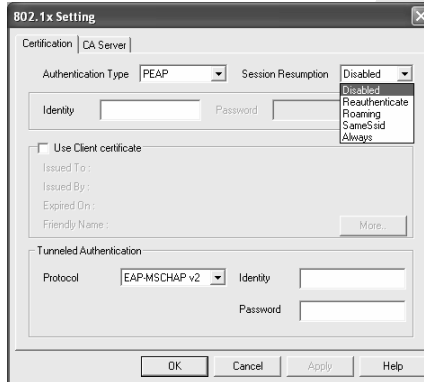 802.1x Setting
Certification CA Server
Authentication Type PEAP Session Resumption Disabled
Disabled
Reauthenticate
Roaming
SameSsid
Always
Identity Password
Use Client certificate
Issued To :
Issued By :
Expired On :
Friendly Name : More..
Tunneled Authentication
Protocol EAP-MSCHAP v2 Identity
Password
OK Cancel Apply Help